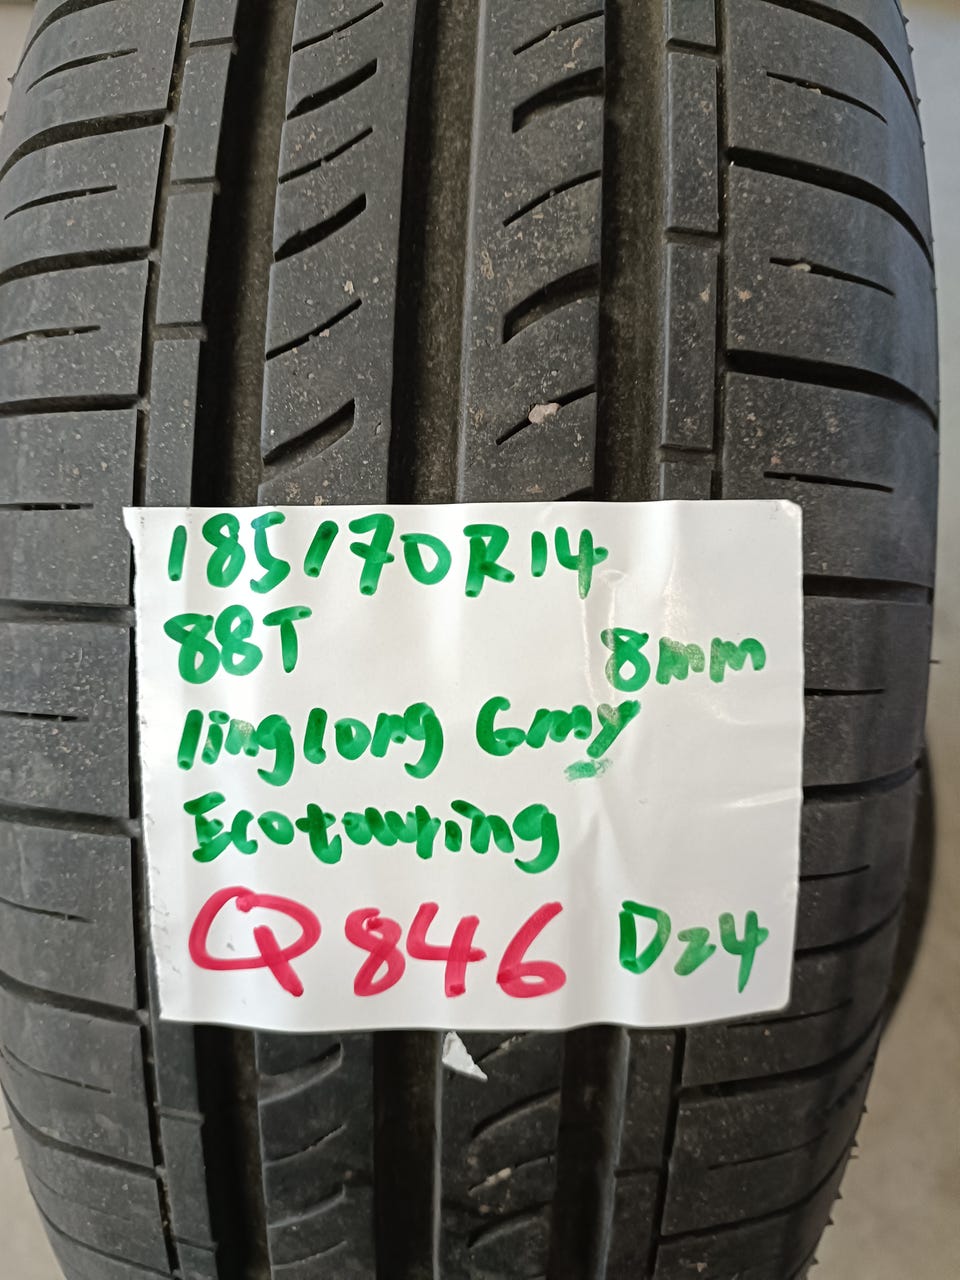 185/70R14
88T 8mm
linglong Gmy
Ecotouring
Q846 D24